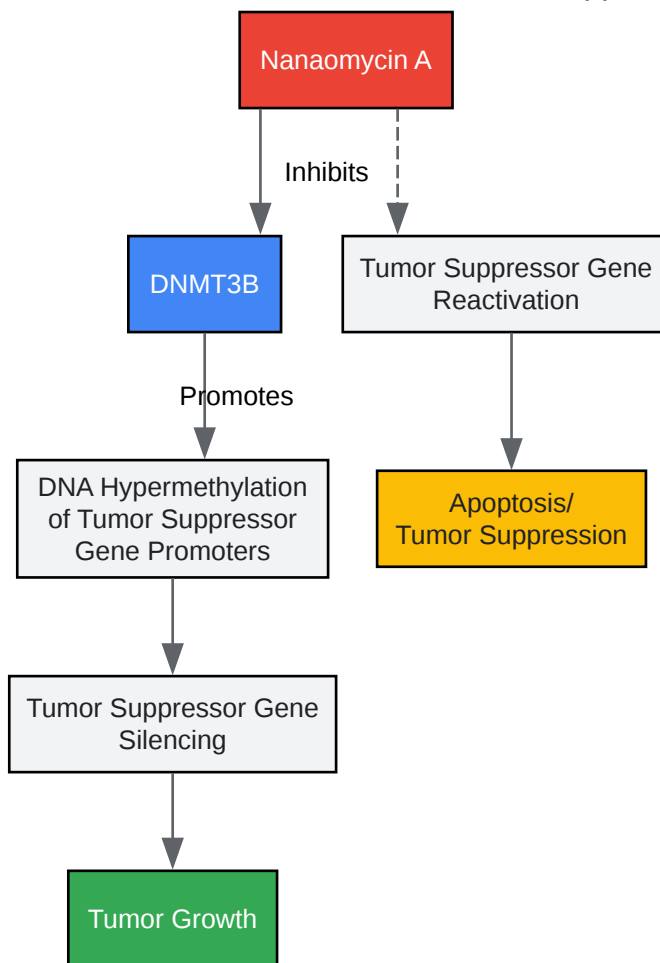 Nanaomycin A
Inhibits
DNMT3B
Tumor Suppressor Gene
Reactivation
Promotes
DNA Hypermethylation
of Tumor Suppressor
Gene Promoters
Apoptosis/
Tumor Suppression
Tumor Suppressor Gene
Silencing
Tumor Growth